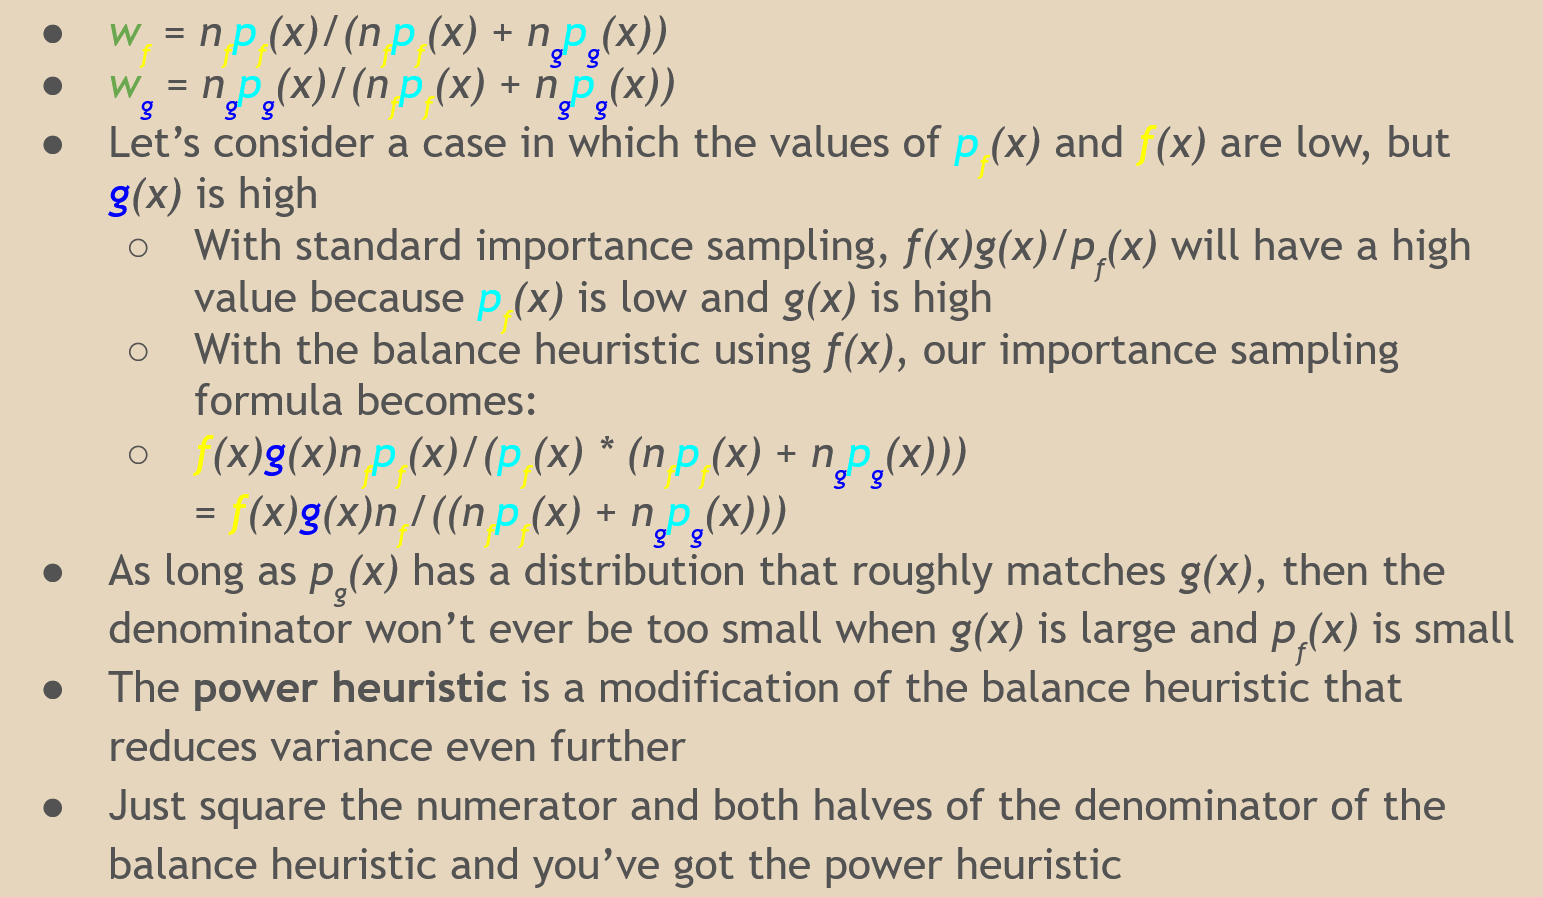 ● w_f = n_f p_f(x)/(n_f p_f(x) + n_g p_g(x))
● w_g = n_g p_g(x)/(n_f p_f(x) + n_g p_g(x))
● Let’s consider a case in which the values of p_f(x) and f(x) are low, but
g(x) is high
○ With standard importance sampling, f(x)g(x)/p_f(x) will have a high
value because p_f(x) is low and g(x) is high
○ With the balance heuristic using f(x), our importance sampling
formula becomes:
○ f(x)g(x)n_f p_f(x)/(p_f(x) * (n_f p_f(x) + n_g p_g(x)))
= f(x)g(x)n_f/((n_f p_f(x) + n_g p_g(x)))
● As long as p_g(x) has a distribution that roughly matches g(x), then the
denominator won’t ever be too small when g(x) is large and p_f(x) is small
● The power heuristic is a modification of the balance heuristic that
reduces variance even further
● Just square the numerator and both halves of the denominator of the
balance heuristic and you’ve got the power heuristic